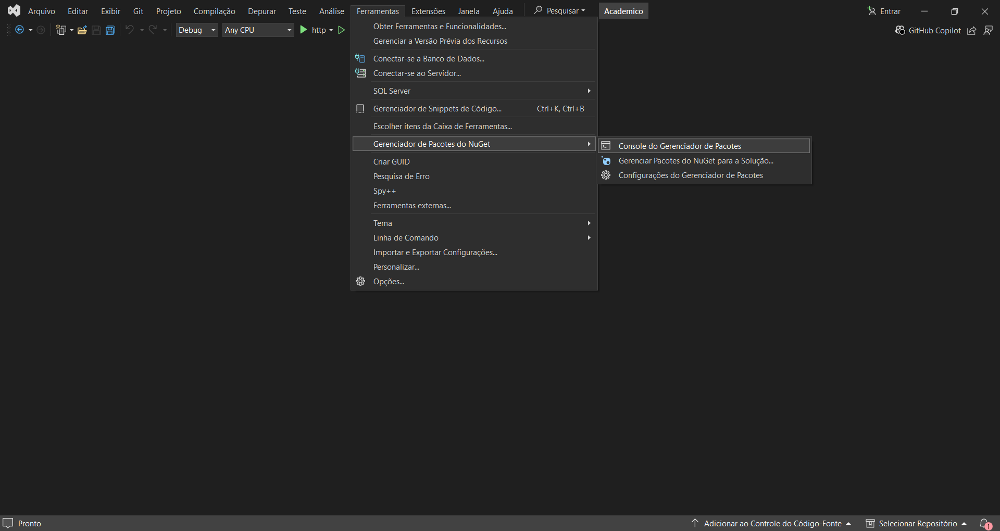 Arquivo Editar Exibir Git Projeto Compilação Depurar Teste Análise Ferramentas Extensões Janela Ajuda Pesquisar Academico Entrar
Debug Any CPU http GitHub Copilot
Obter Ferramentas e Funcionalidades...
Gerenciar a Versão Prévia dos Recursos
Conectar-se a Banco de Dados...
Conectar-se ao Servidor...
SQL Server
Gerenciador de Snippets de Código... Ctrl+K, Ctrl+B
Escolher itens da Caixa de Ferramentas...
Gerenciador de Pacotes do NuGet
Console do Gerenciador de Pacotes
Gerenciar Pacotes do NuGet para a Solução...
Configurações do Gerenciador de Pacotes
Criar GUID
Pesquisa de Erro
Spy++
Ferramentas externas...
Tema
Linha de Comando
Importar e Exportar Configurações...
Personalizar...
Opções...
Pronto Adicionar ao Controle do Código-Fonte Selecionar Repositório 1